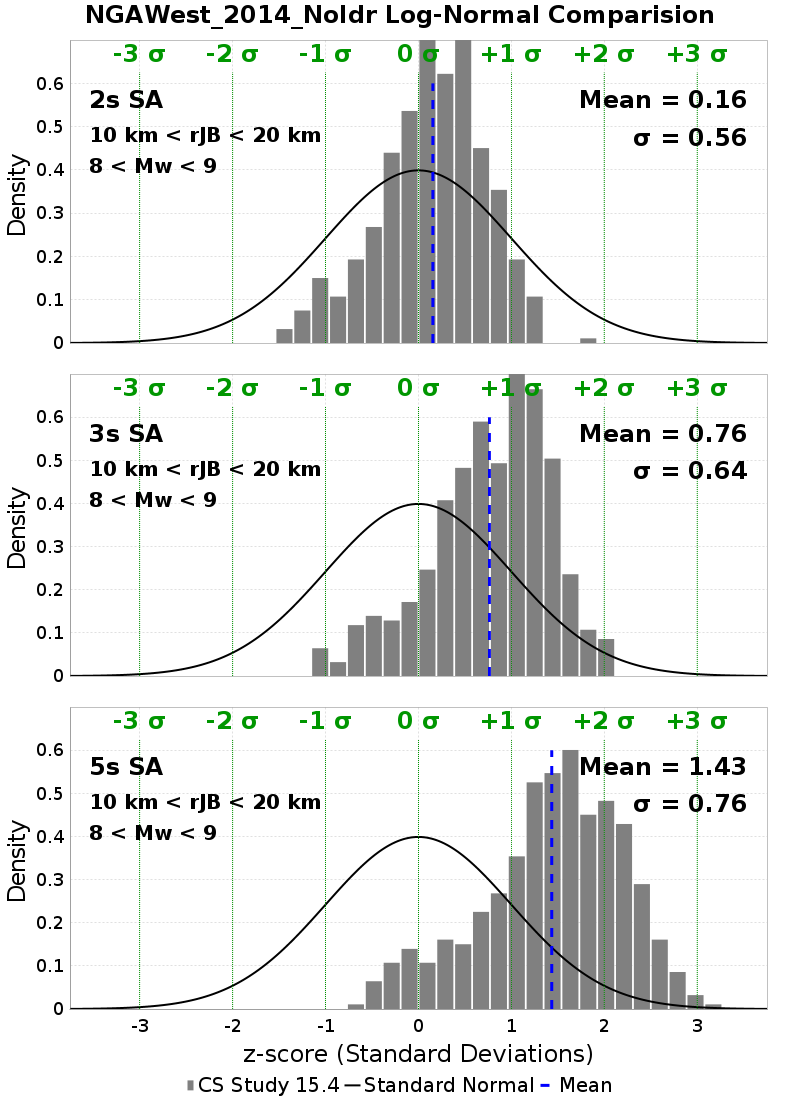 NGAWest_2014_NoIdr Log-Normal Comparision
-3 σ -2 σ -1 σ 0 σ +1 σ +2 σ +3 σ
2s SA Mean = 0.16
10 km < rJB < 20 km σ = 0.56
8 < Mw < 9
Density
0.6
0.5
0.4
0.3
0.2
0.1
0
-3 σ -2 σ -1 σ 0 σ +1 σ +2 σ +3 σ
3s SA Mean = 0.76
10 km < rJB < 20 km σ = 0.64
8 < Mw < 9
Density
0.6
0.5
0.4
0.3
0.2
0.1
0
-3 σ -2 σ -1 σ 0 σ +1 σ +2 σ +3 σ
5s SA Mean = 1.43
10 km < rJB < 20 km σ = 0.76
8 < Mw < 9
Density
0.6
0.5
0.4
0.3
0.2
0.1
0
-3 -2 -1 0 1 2 3
z-score (Standard Deviations)
CS Study 15.4 Standard Normal Mean